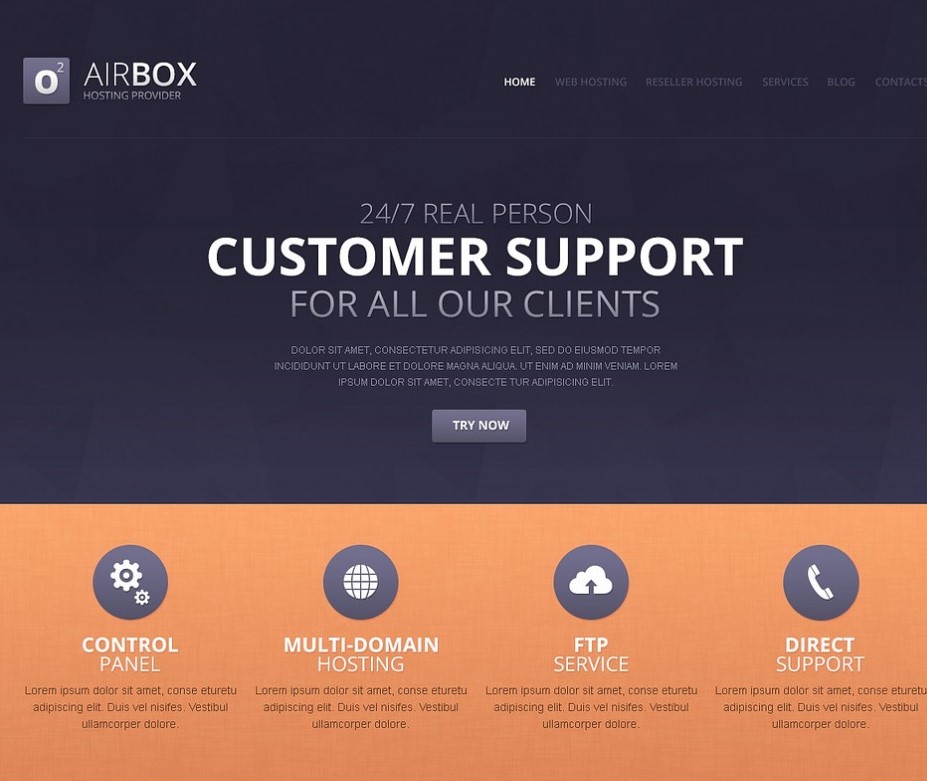 o2
AIRBOX
HOSTING PROVIDER
HOME WEB HOSTING RESELLER HOSTING SERVICES BLOG CONTACTS
24/7 REAL PERSON
CUSTOMER SUPPORT
FOR ALL OUR CLIENTS
DOLOR SIT AMET, CONSECTETUR ADIPISICING ELIT, SED DO EIUSMOD TEMPOR
INCIDIDUNT UT LABORE ET DOLORE MAGNA ALIQUA. UT ENIM AD MINIM VENIAM. LOREM
IPSUM DOLOR SIT AMET, CONSECTE TUR ADIPISICING ELIT.
TRY NOW
CONTROL
PANEL
Lorem ipsum dolor sit amet, conse eturetu
adipiscing elit. Duis vel nisifes. Vestibul
ullamcorper dolore.
MULTI-DOMAIN
HOSTING
Lorem ipsum dolor sit amet, conse eturetu
adipiscing elit. Duis vel nisifes. Vestibul
ullamcorper dolore.
FTP
SERVICE
Lorem ipsum dolor sit amet, conse eturetu
adipiscing elit. Duis vel nisifes. Vestibul
ullamcorper dolore.
DIRECT
SUPPORT
Lorem ipsum dolor sit amet, conse eturetu
adipiscing elit. Duis vel nisifes. Vestibul
ullamcorper dolore.